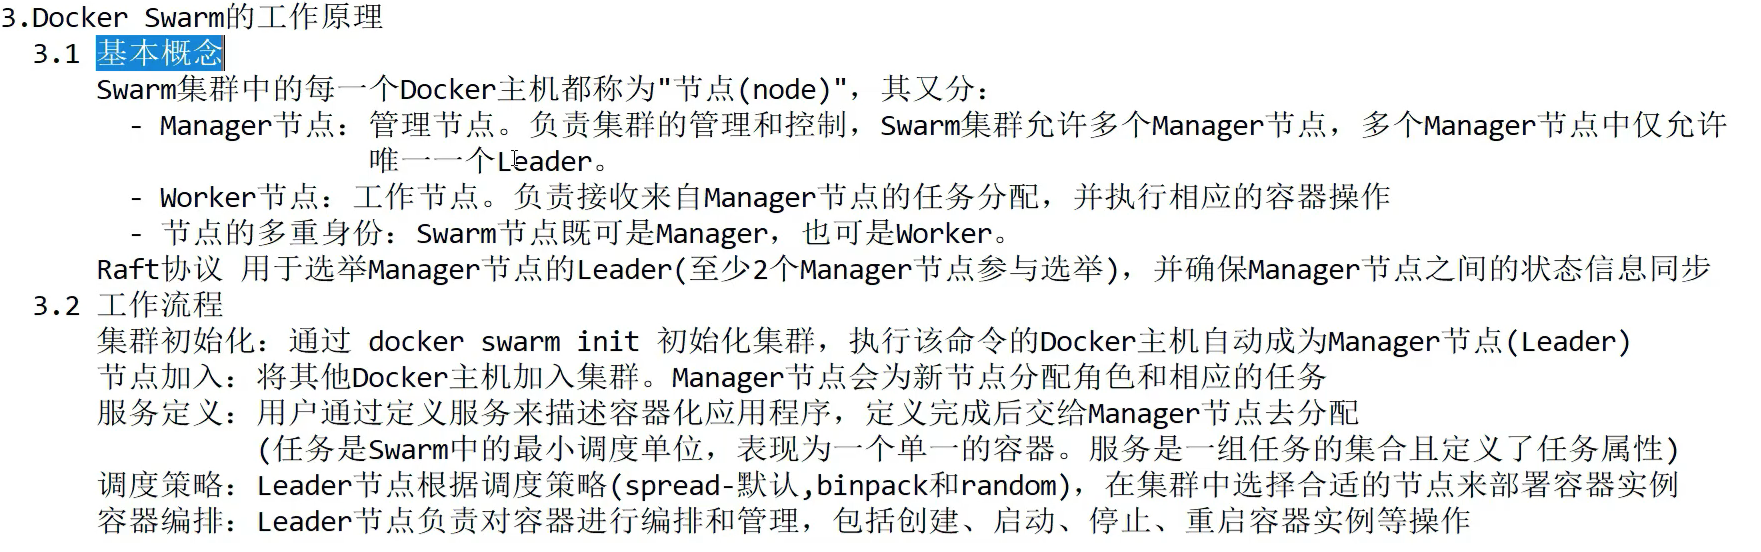 3.Docker Swarm的工作原理
3.1 基本概念
Swarm集群中的每一个Docker主机都称为"节点(node)"，其又分：
- Manager节点：管理节点。负责集群的管理和控制，Swarm集群允许多个Manager节点，多个Manager节点中仅允许
唯一一个Leader。
- Worker节点：工作节点。负责接收来自Manager节点的任务分配，并执行相应的容器操作
- 节点的多重身份：Swarm节点既可是Manager，也可是Worker。
Raft协议 用于选举Manager节点的Leader(至少2个Manager节点参与选举)，并确保Manager节点之间的状态信息同步
3.2 工作流程
集群初始化：通过 docker swarm init 初始化集群，执行该命令的Docker主机自动成为Manager节点(Leader)
节点加入：将其他Docker主机加入集群。Manager节点会为新节点分配角色和相应的任务
服务定义：用户通过定义服务来描述容器化应用程序，定义完成后交给Manager节点去分配
(任务是Swarm中的最小调度单位，表现为一个单一的容器。服务是一组任务的集合且定义了任务属性)
调度策略：Leader节点根据调度策略(spread-默认,binpack和random)，在集群中选择合适的节点来部署容器实例
容器编排：Leader节点负责对容器进行编排和管理，包括创建、启动、停止、重启容器实例等操作